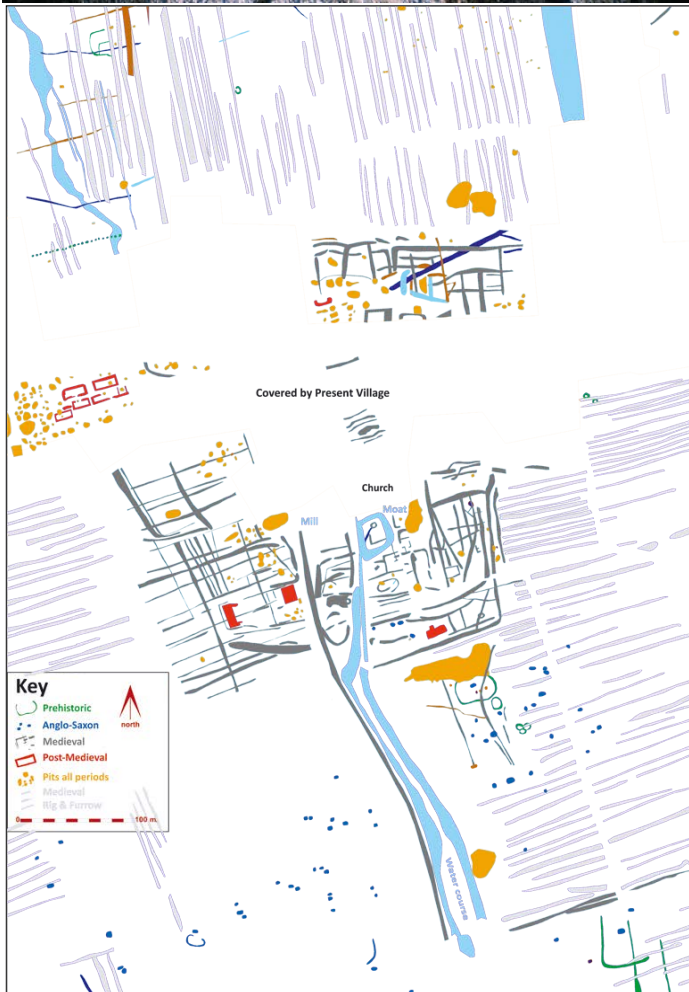 Covered by Present Village
Church
Moat
Mill
Key
Prehistoric
north
Anglo-Saxon
Medieval
Post-Medieval
Pits all periods
Medieval
Rig & Furrow
0
100 m.
Water course